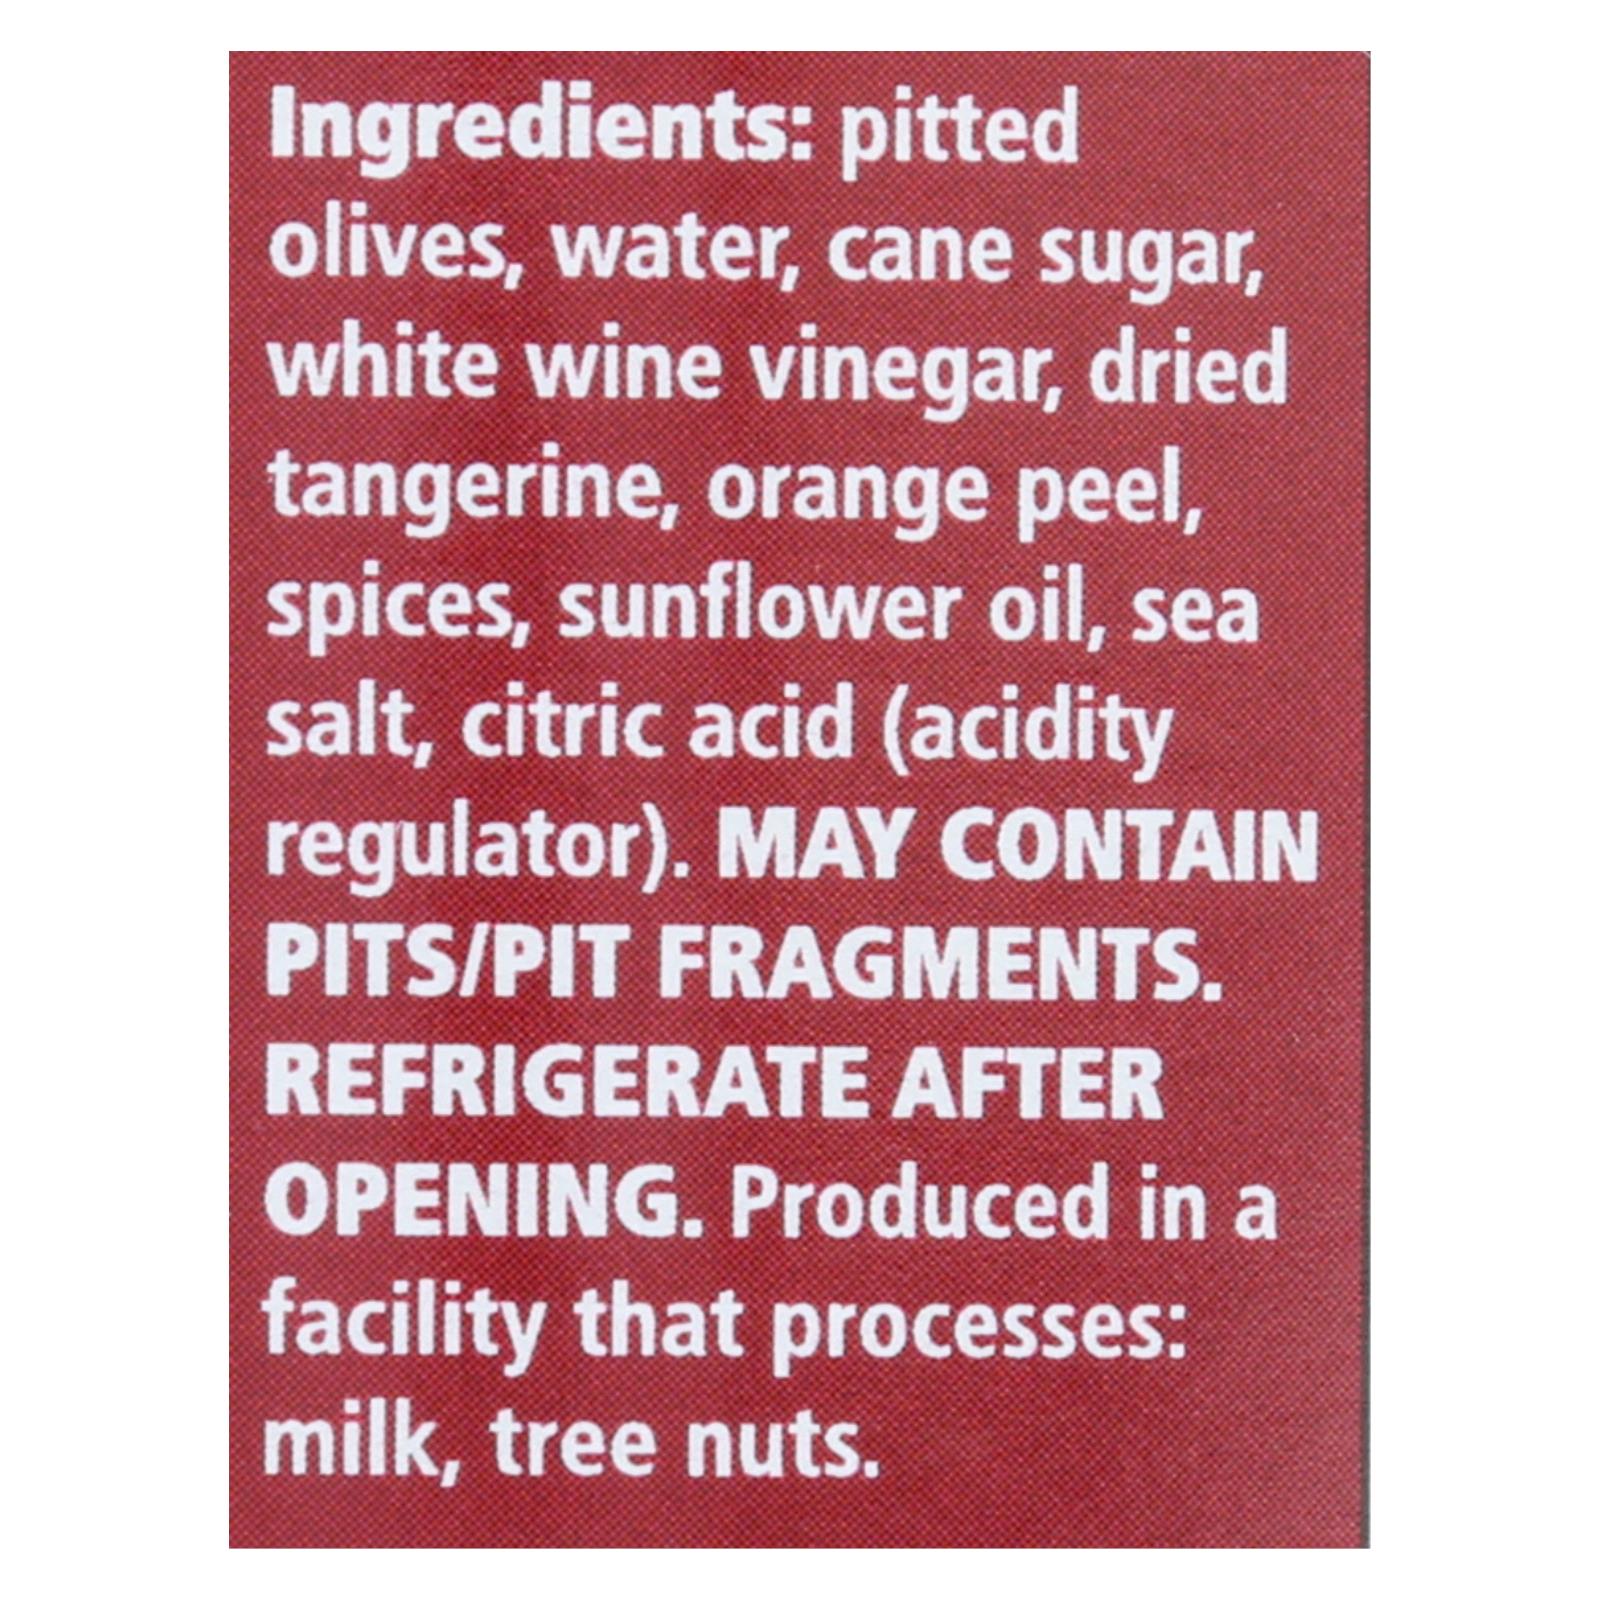 Ingredients: pitted
olives, water, cane sugar,
white wine vinegar, dried
tangerine, orange peel,
spices, sunflower oil, sea
salt, citric acid (acidity
regulator). MAY CONTAIN
PITS/PIT FRAGMENTS.
REFRIGERATE AFTER
OPENING. Produced in a
facility that processes:
milk, tree nuts.